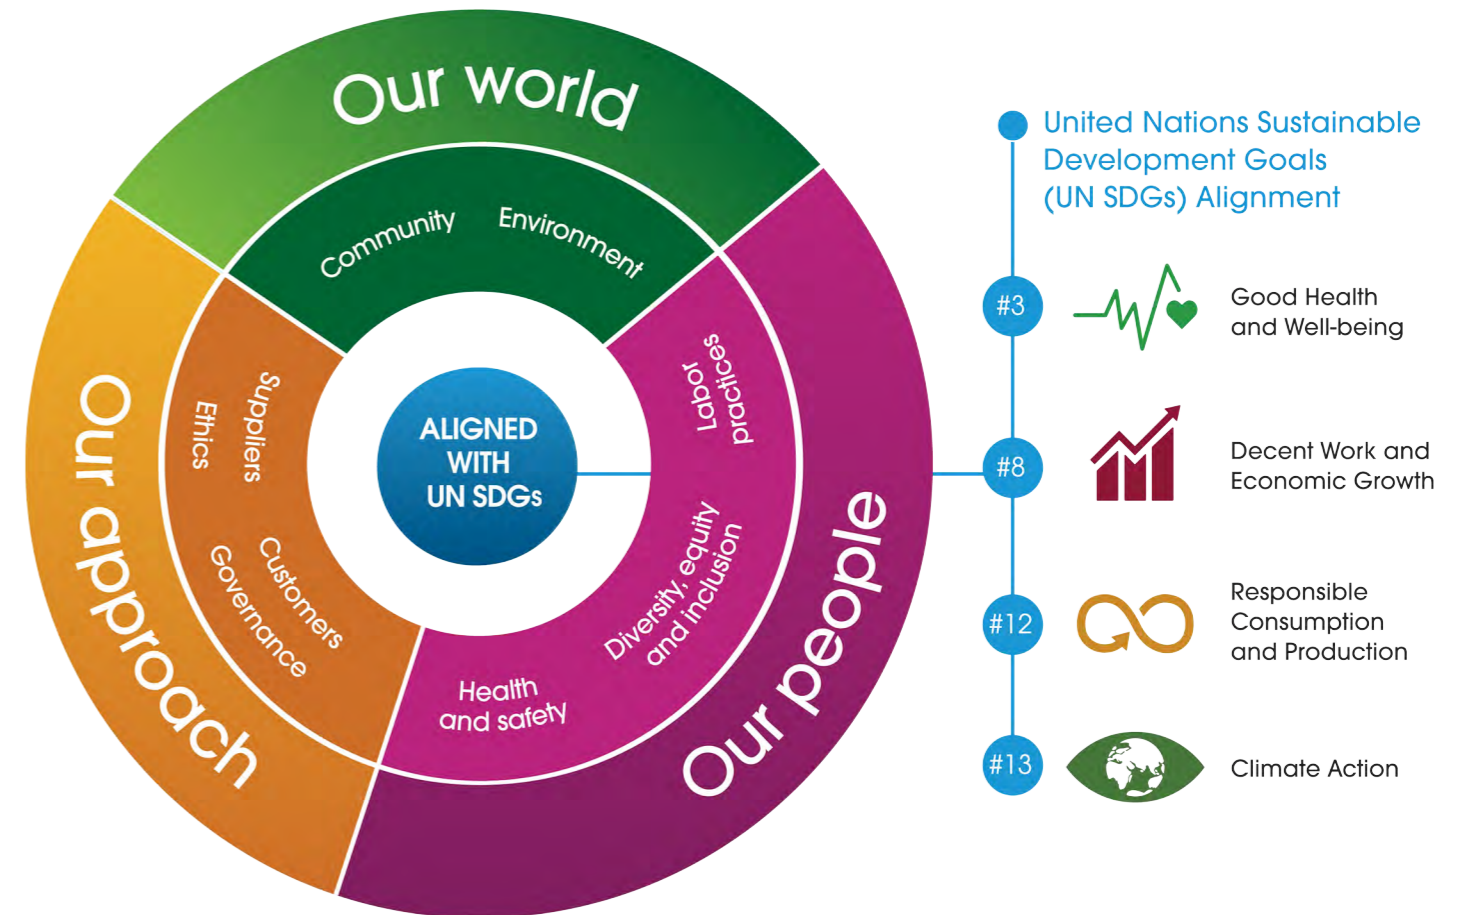 Our world
Community
Environment
Our approach
Suppliers
Ethics
Customers
Governance
Our people
Labor
practices
Diversity, equity
and inclusion
Health
and safety
ALIGNED
WITH
UN SDGs
United Nations Sustainable
Development Goals
(UN SDGs) Alignment
#3
Good Health
and Well-being
#8
Decent Work and
Economic Growth
#12
Responsible
Consumption
and Production
#13
Climate Action